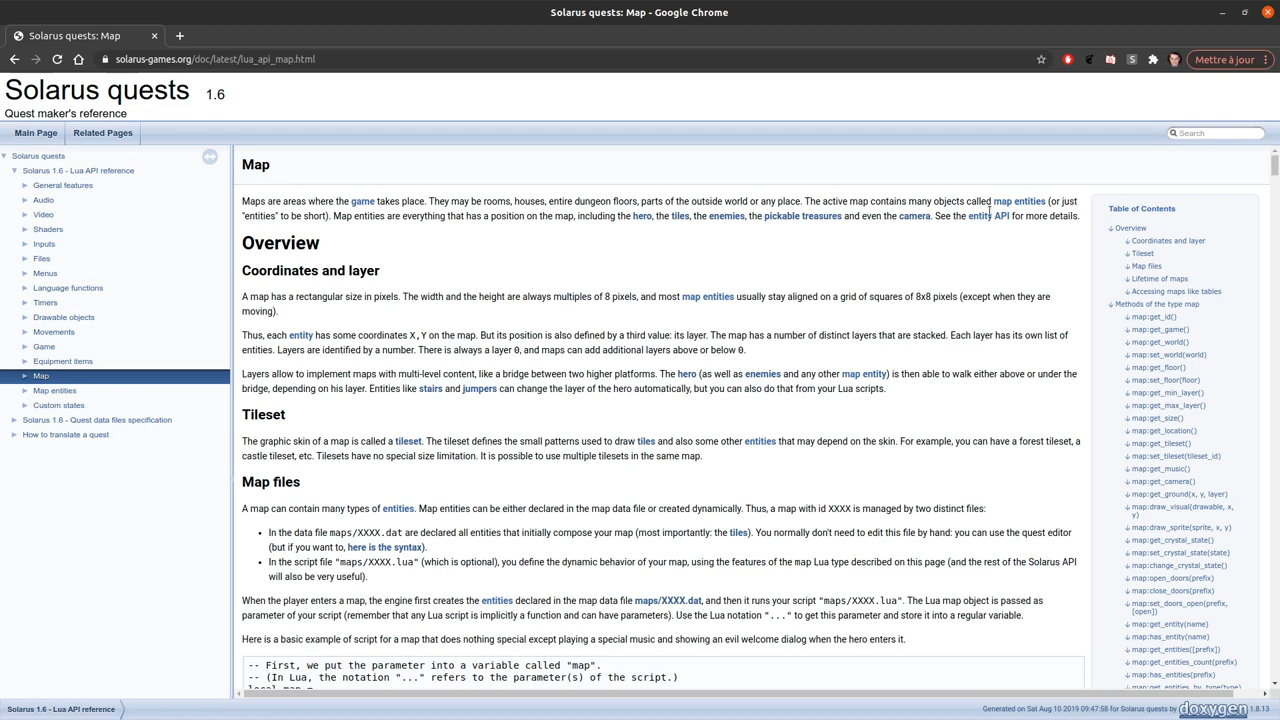 Solarus quests: Map - Google Chrome
Solarus quests: Map
solarus-games.org/doc/latest/lua_api_map.html
Mettre à jour
Solarus quests 1.6
Quest maker's reference
Main Page
Related Pages
Search
Solarus quests
Solarus 1.6 - Lua API reference
General features
Audio
Video
Shaders
Inputs
Files
Menus
Language functions
Timers
Drawable objects
Movements
Game
Equipment items
Map
Map entities
Custom states
Solarus 1.6 - Quest data files specification
How to translate a quest
Map
Maps are areas where the game takes place. They may be rooms, houses, entire dungeon floors, parts of the outside world or any place. The active map contains many objects called map entities (or just
"entities" to be short). Map entities are everything that has a position on the map, including the hero, the tiles, the enemies, the pickable treasures and even the camera. See the entity API for more details.
Overview
Coordinates and layer
A map has a rectangular size in pixels. The width and the height are always multiples of 8 pixels, and most map entities usually stay aligned on a grid of squares of 8x8 pixels (except when they are
moving).
Thus, each entity has some coordinates X,Y on the map. But its position is also defined by a third value: its layer. The map has a number of distinct layers that are stacked. Each layer has its own list of
entities. Layers are identified by a number. There is always a layer 0, and maps can add additional layers above or below 0.
Layers allow to implement maps with multi-level content, like a bridge between two higher platforms. The hero (as well as enemies and any other map entity) is then able to walk either above or under the
bridge, depending on his layer. Entities like stairs and jumpers can change the layer of the hero automatically, but you can also do that from your Lua scripts.
Tileset
The graphic skin of a map is called a tileset. The tileset defines the small patterns used to draw tiles and also some other entities that may depend on the skin. For example, you can have a forest tileset, a
castle tileset, etc. Tilesets have no special size limitation. It is possible to use multiple tilesets in the same map.
Map files
A map can contain many types of entities. Map entities can be either declared in the map data file or created dynamically. Thus, a map with id XXXX is managed by two distinct files:
• In the data file maps/XXXX.dat are declared all entities that initially compose your map (most importantly: the tiles). You normally don't need to edit this file by hand: you can use the quest editor
(but if you want to, here is the syntax).
• In the script file "maps/XXXX.lua" (which is optional), you define the dynamic behavior of your map, using the features of the map Lua type described on this page (and the rest of the Solarus API
will also be very useful).
When the player enters a map, the engine first creates the entities declared in the map data file maps/XXXX.dat, and then it runs your script "maps/XXXX.lua". The Lua map object is passed as
parameter of your script (remember that any Lua script is implicitly a function and can have parameters). Use the Lua notation "..." to get this parameter and store it into a regular variable.
Here is a basic example of script for a map that does nothing special except playing a special music and showing an evil welcome dialog when the hero enters it.
-- First, we put the parameter into a variable called "map".
-- (In Lua, the notation "..." refers to the parameter(s) of the script.)
local map =
Table of Contents
↓ Overview
↓ Coordinates and layer
↓ Tileset
↓ Map files
↓ Lifetime of maps
↓ Accessing maps like tables
↓ Methods of the type map
↓ map:get_id()
↓ map:get_game()
↓ map:get_world()
↓ map:set_world(world)
↓ map:get_floor()
↓ map:set_floor(floor)
↓ map:get_min_layer()
↓ map:get_max_layer()
↓ map:get_size()
↓ map:get_location()
↓ map:get_tileset()
↓ map:set_tileset(tileset_id)
↓ map:get_music()
↓ map:get_camera()
↓ map:get_ground(x, y, layer)
↓ map:draw_visual(drawable, x,
y)
↓ map:draw_sprite(sprite, x, y)
↓ map:get_crystal_state()
↓ map:set_crystal_state(state)
↓ map:change_crystal_state()
↓ map:open_doors(prefix)
↓ map:close_doors(prefix)
↓ map:set_doors_open(prefix,
[open])
↓ map:get_entity(name)
↓ map:has_entity(name)
↓ map:get_entities([prefix])
↓ map:get_entities_count(prefix)
↓ map:has_entities(prefix)
↓ map:get_entities_by_type(type)
Solarus 1.6 - Lua API reference
Generated on Sat Aug 10 2019 09:47:58 for Solarus quests by doxygen 1.8.13